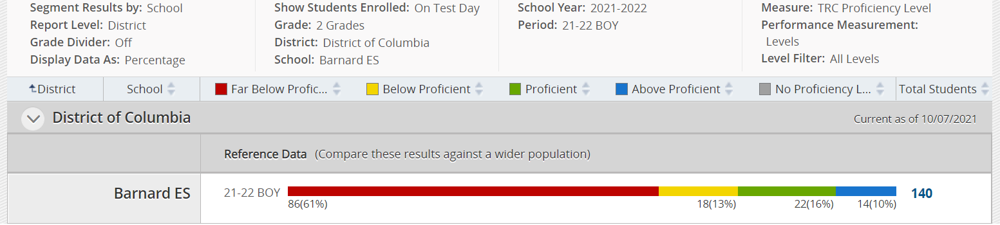 Segment Results by: School Show Students Enrolled: On Test Day School Year: 2021-2022 Measure: TRC Proficiency Level
Report Level: District Grade: 2 Grades Period: 21-22 BOY Performance Measurement:
Grade Divider: Off District: District of Columbia Levels
Display Data As: Percentage School: Barnard ES Level Filter: All Levels
District School Far Below Profic... Below Proficient Proficient Above Proficient No Proficiency L... Total Students
District of Columbia Current as of 10/07/2021
Reference Data (Compare these results against a wider population)
Barnard ES 21-22 BOY 140
86(61%) 18(13%) 22(16%) 14(10%)